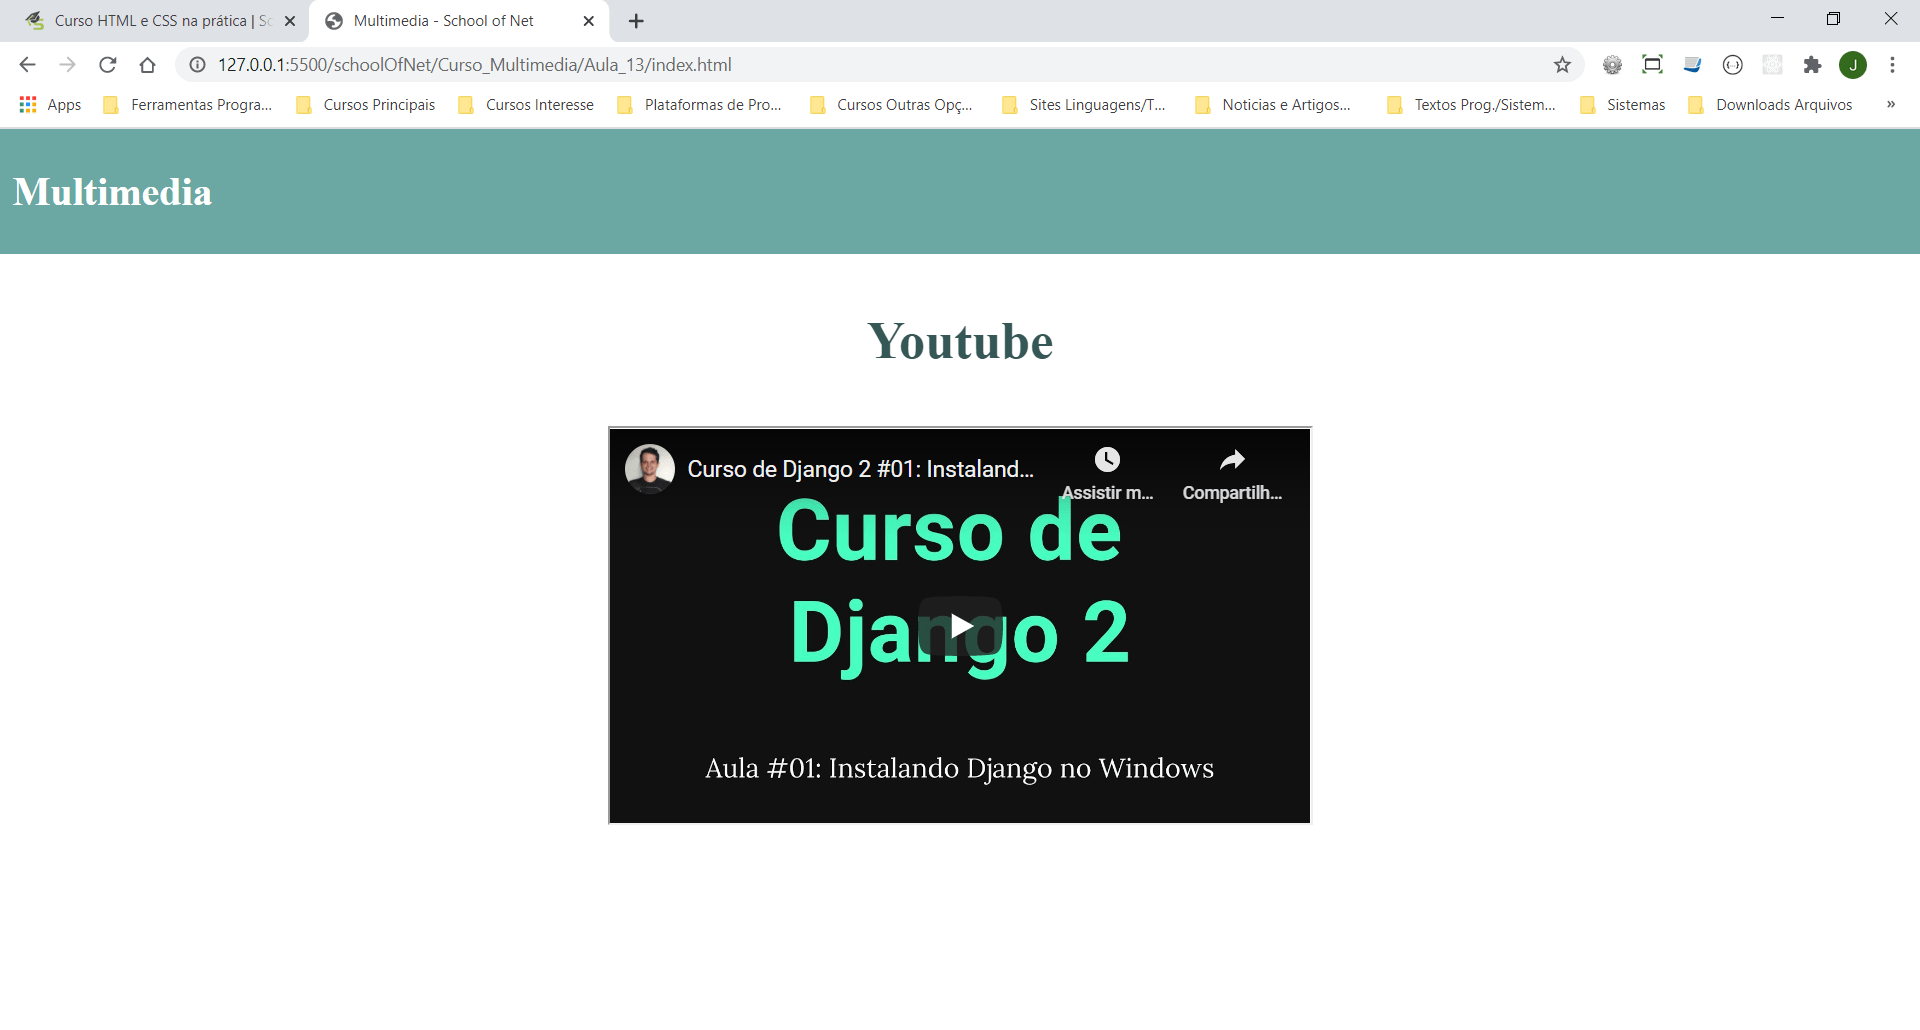 Curso HTML e CSS na prática | Sc
Multimedia - School of Net
127.0.0.1:5500/schoolOfNet/Curso_Multimedia/Aula_13/index.html
J
Apps
Ferramentas Progra...
Cursos Principais
Cursos Interesse
Plataformas de Pro...
Cursos Outras Opç...
Sites Linguagens/T...
Noticias e Artigos...
Textos Prog./Sistem...
Sistemas
Downloads Arquivos
»
Multimedia
Youtube
Curso de Django 2 #01: Instaland...
Assistir m...
Compartilh...
Curso de
Django 2
Aula #01: Instalando Django no Windows